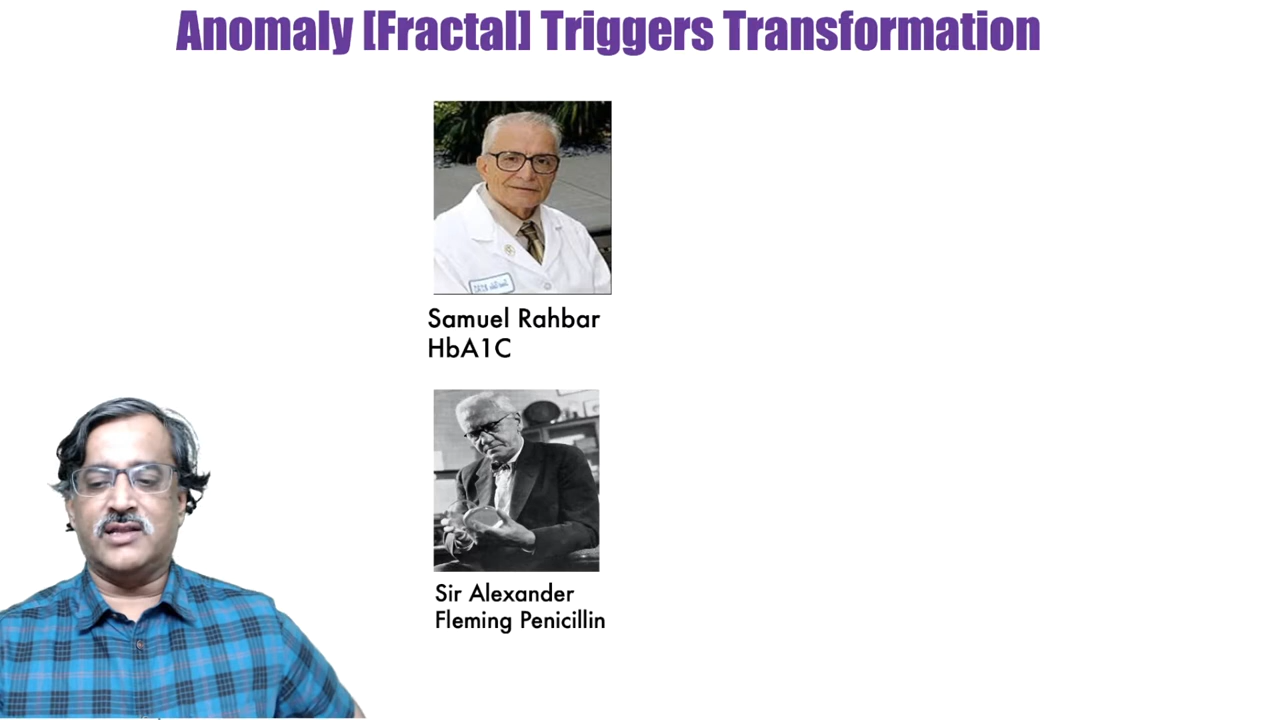 Anomaly [Fractal] Triggers Transformation
Samuel Rahbar
HbA1C
Sir Alexander
Fleming Penicillin